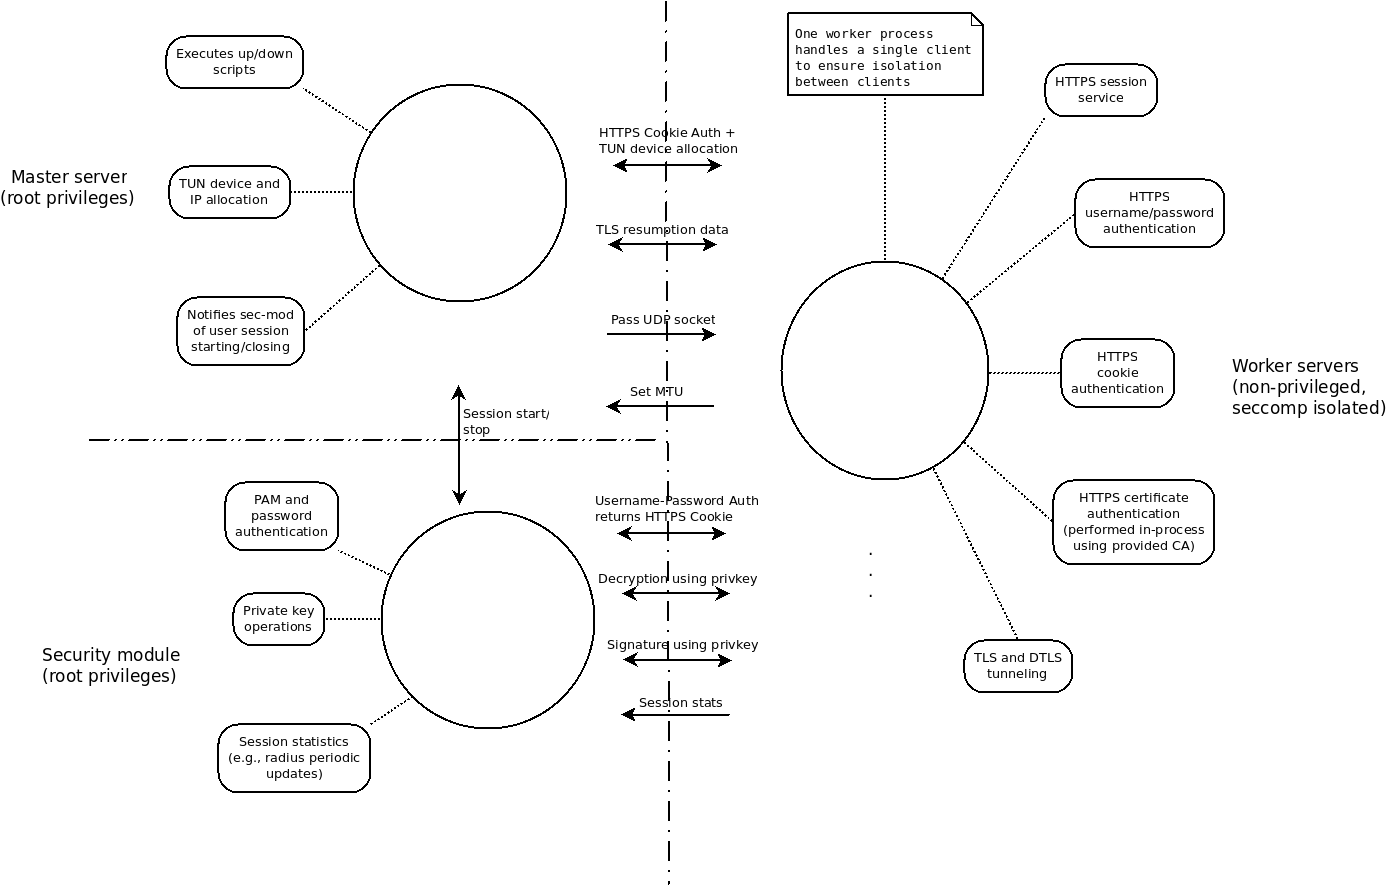 One worker process
handles a single client
to ensure isolation
between clients
Executes up/down
scripts
HTTPS session
service
HTTPS Cookie Auth +
TUN device allocation
Master server
(root privileges)
TUN device and
IP allocation
HTTPS
username/password
authentication
TLS resumption data
Notifies sec-mod
of user session
starting/closing
Pass UDP socket
HTTPS
cookie
authentication
Worker servers
(non-privileged,
seccomp isolated)
Set MTU
Session start/
stop
PAM and
password
authentication
Username-Password Auth
returns HTTPS Cookie
HTTPS certificate
authentication
(performed in-process
using provided CA)
Decryption using privkey
.
.
.
Private key
operations
Signature using privkey
Security module
(root privileges)
TLS and DTLS
tunneling
Session stats
Session statistics
(e.g., radius periodic
updates)